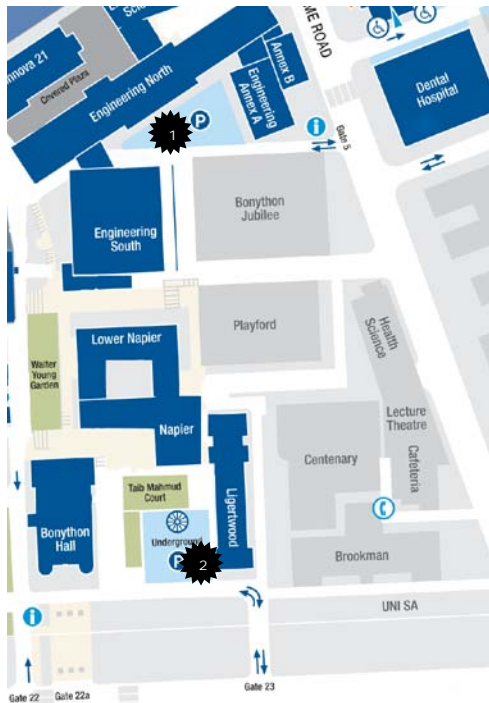 Innova 21
Covered Plaza
Engineering North
Annex B
Engineering
Annex A
ME ROAD
Dental
Hospital
1
P
i
Gate 5
Engineering
South
Bonython
Jubilee
Playford
Health
Science
Lower Napier
Walter
Young
Garden
Napier
Lecture
Theatre
Cafeteria
Centenary
Ligertwood
Taib Mahmud
Court
Bonython
Hall
Underground
P
2
Brookman
UNI SA
i
Gate 22
Gate 22a
Gate 23